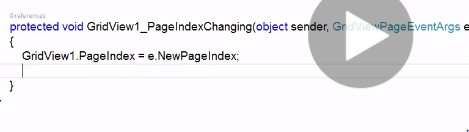 0 references
protected void GridView1_PageIndexChanging(object sender, GridViewPageEventArgs e
{
GridView1.PageIndex = e.NewPageIndex;
}